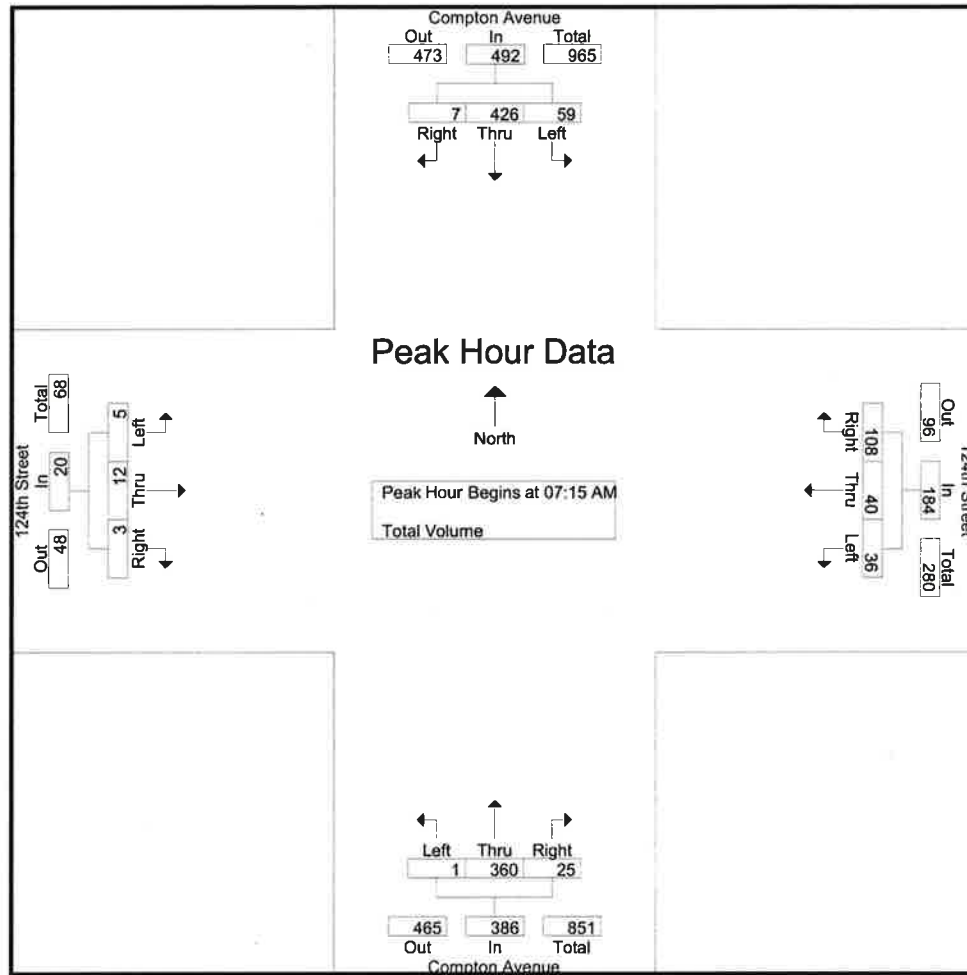 Compton Avenue
Out In Total
473 492 965
7 426 59
Right Thru Left
Peak Hour Data
North
Peak Hour Begins at 07:15 AM
Total Volume
124th Street
Total In Out
68 20 48
5 12 3
Left Thru Right
Right Thru Left
108 40 36
Out In Total
96 184 280
124th Street
Left Thru Right
1 360 25
465 386 851
Out In Total
Compton Avenue